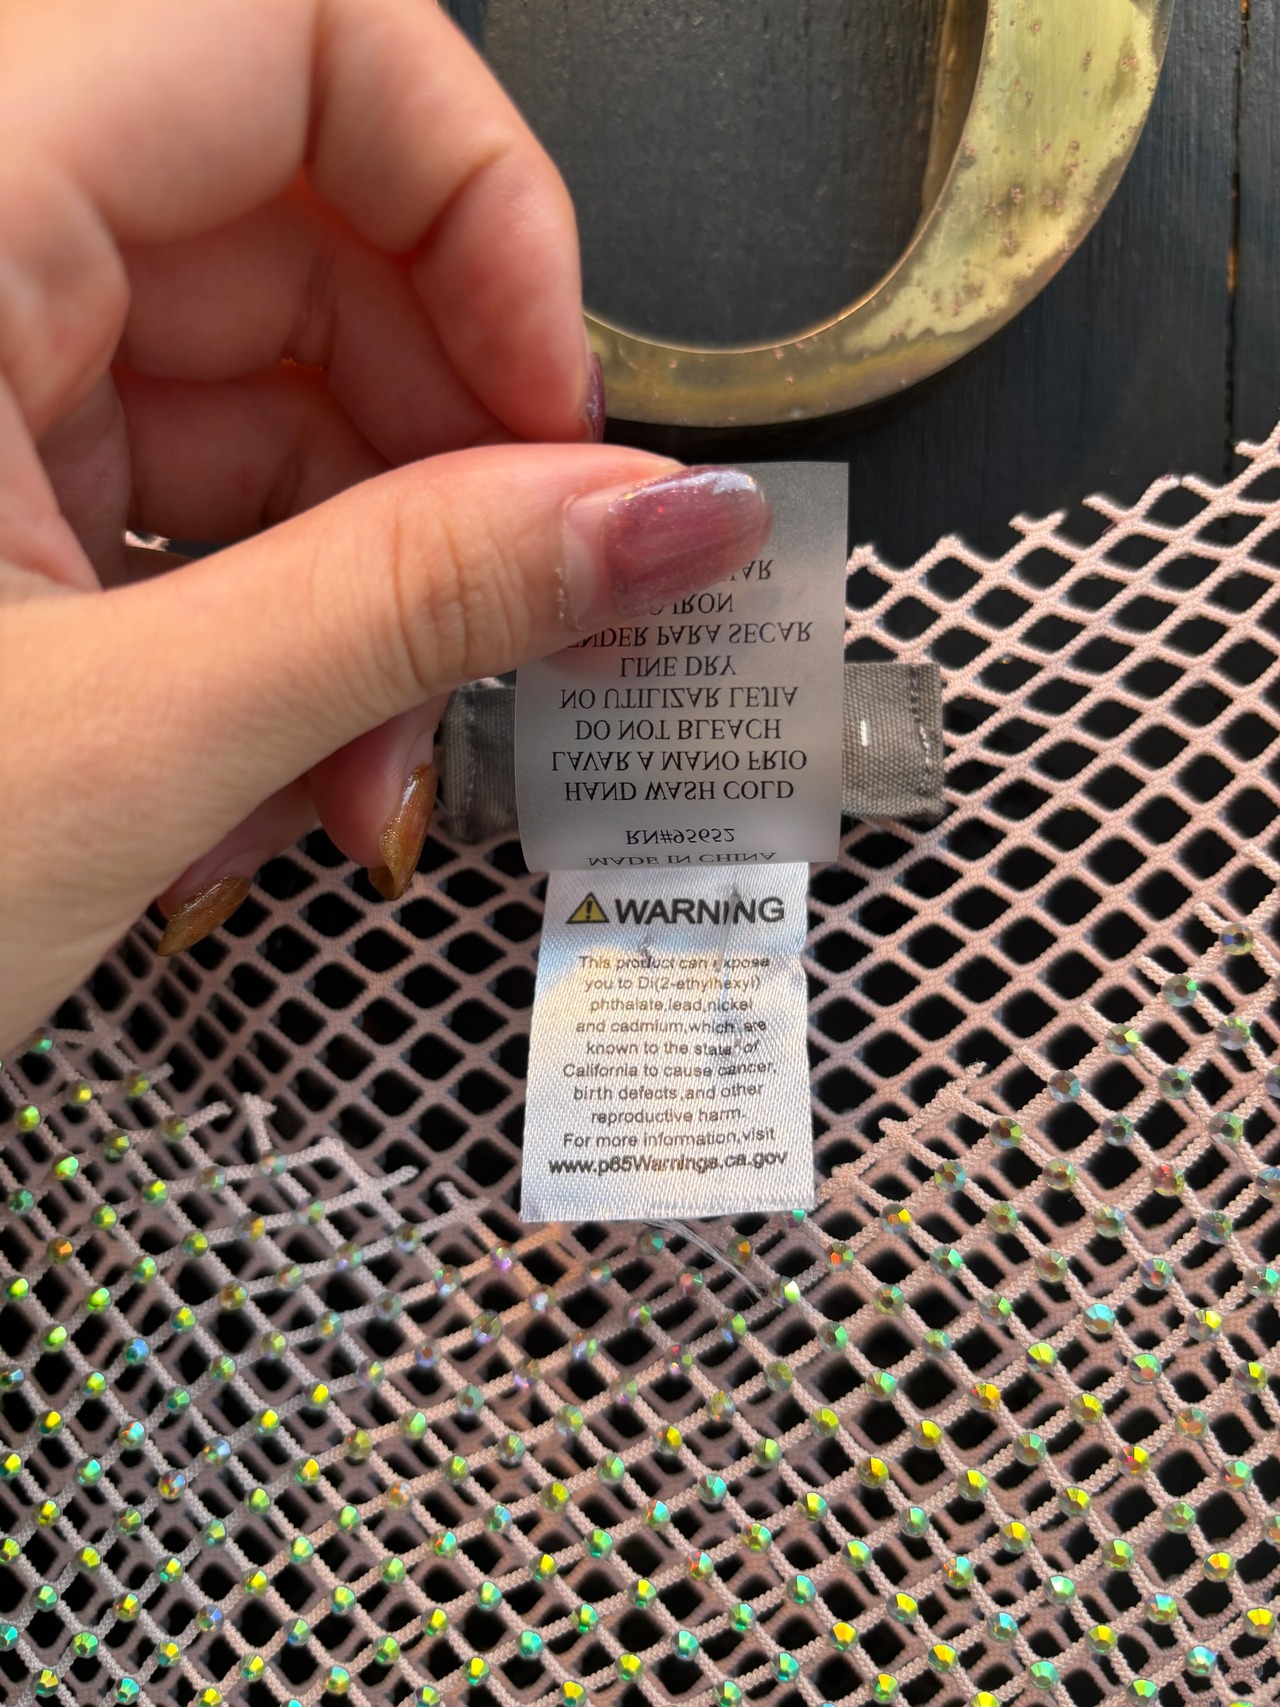 MADE IN CHINA
RN#95652
HAND WASH COLD
LAVAR A MANO FRIO
DO NOT BLEACH
NO UTILIZAR LEJIA
LINE DRY
PARA SECAR
IRON
WARNING
This product can expose
you to Di(2-ethylhexyl)
phthalate,lead,nickel
and cadmium,which are
known to the state of
California to cause cancer,
birth defects,and other
reproductive harm.
For more information,visit
www.p65Warnings.ca.gov